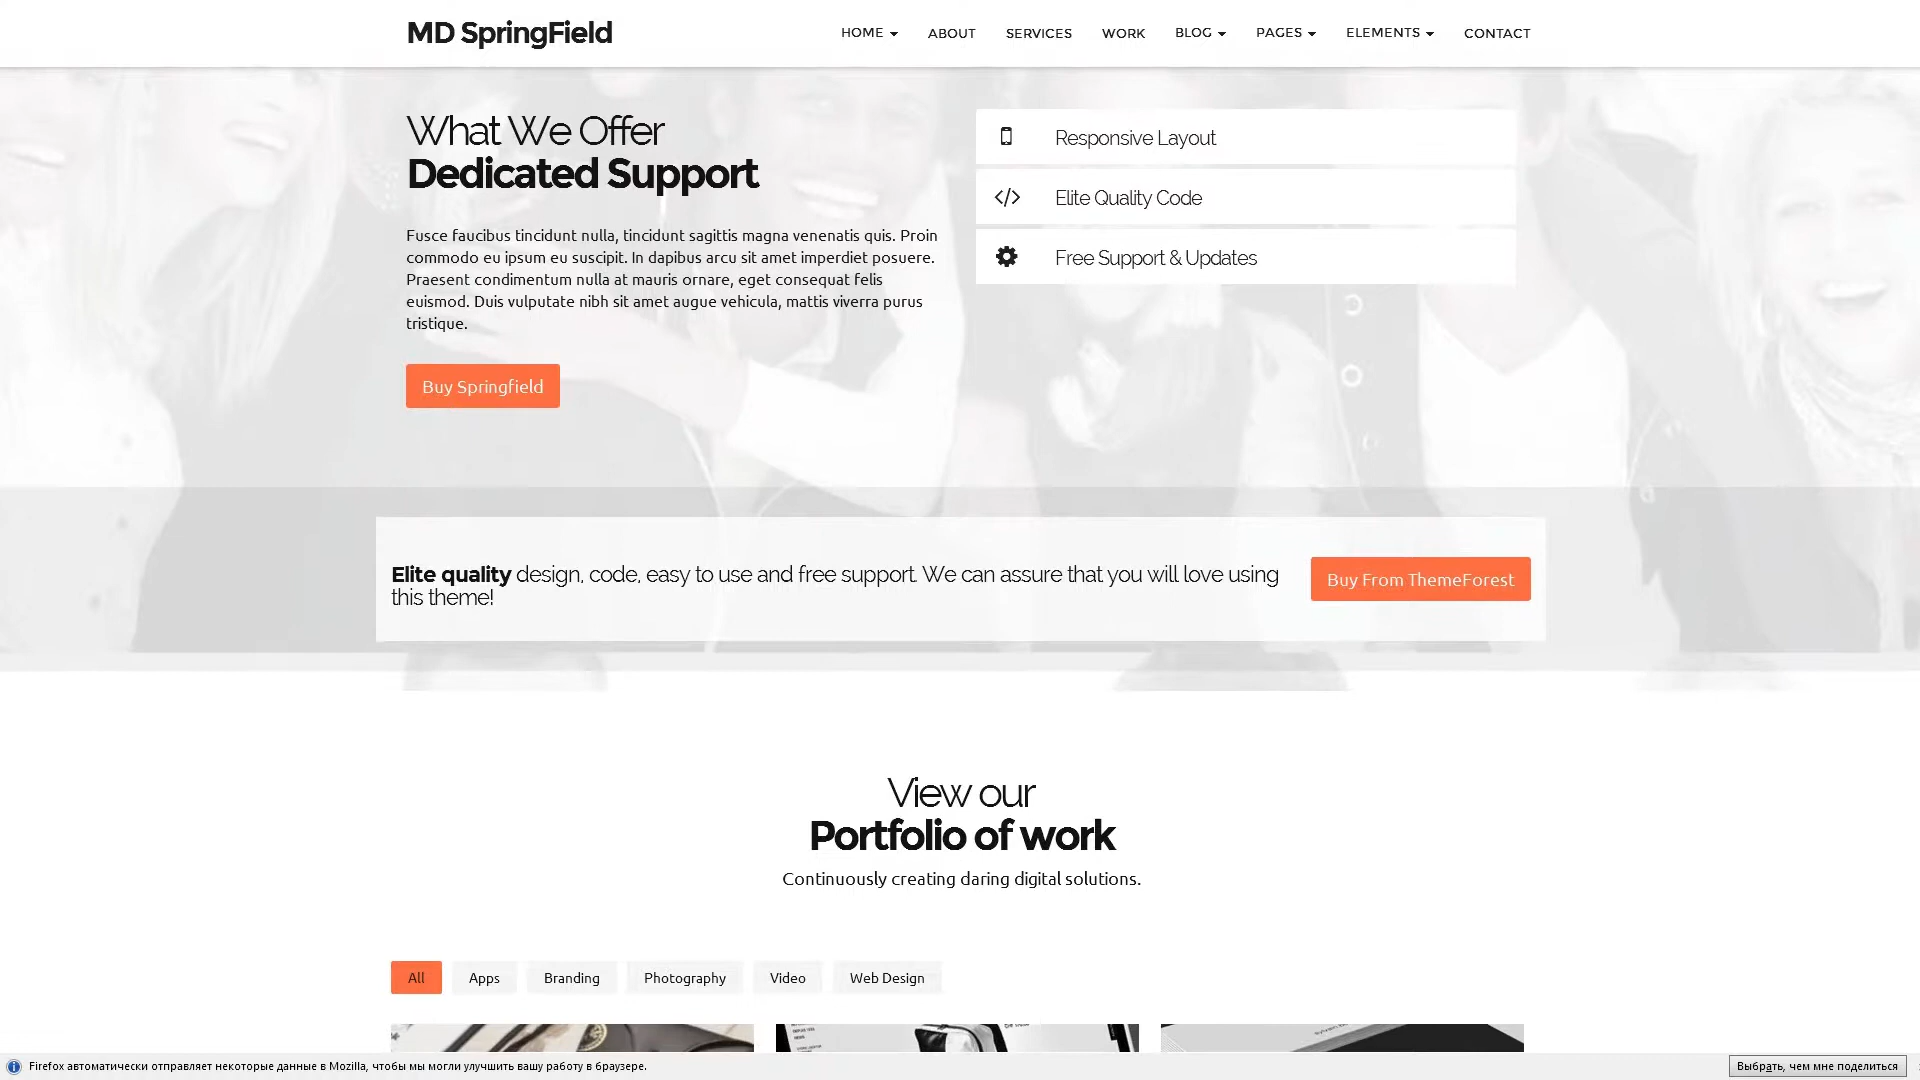 MD SpringField
HOME
ABOUT
SERVICES
WORK
BLOG
PAGES
ELEMENTS
CONTACT
What We Offer
Dedicated Support
Fusce faucibus tincidunt nulla, tincidunt sagittis magna venenatis quis. Proin
commodo eu ipsum eu suscipit. In dapibus arcu sit amet imperdiet posuere.
Praesent condimentum nulla at mauris ornare, eget consequat felis
euismod. Duis vulputate nibh sit amet augue vehicula, mattis viverra purus
tristique.
Buy Springfield
Responsive Layout
Elite Quality Code
Free Support & Updates
Elite quality design, code, easy to use and free support. We can assure that you will love using
this theme!
Buy From ThemeForest
View our
Portfolio of work
Continuously creating daring digital solutions.
All
Apps
Branding
Photography
Video
Web Design
Firefox автоматически отправляет некоторые данные в Mozilla, чтобы мы могли улучшить вашу работу в браузере.
Выбрать, чем мне поделиться